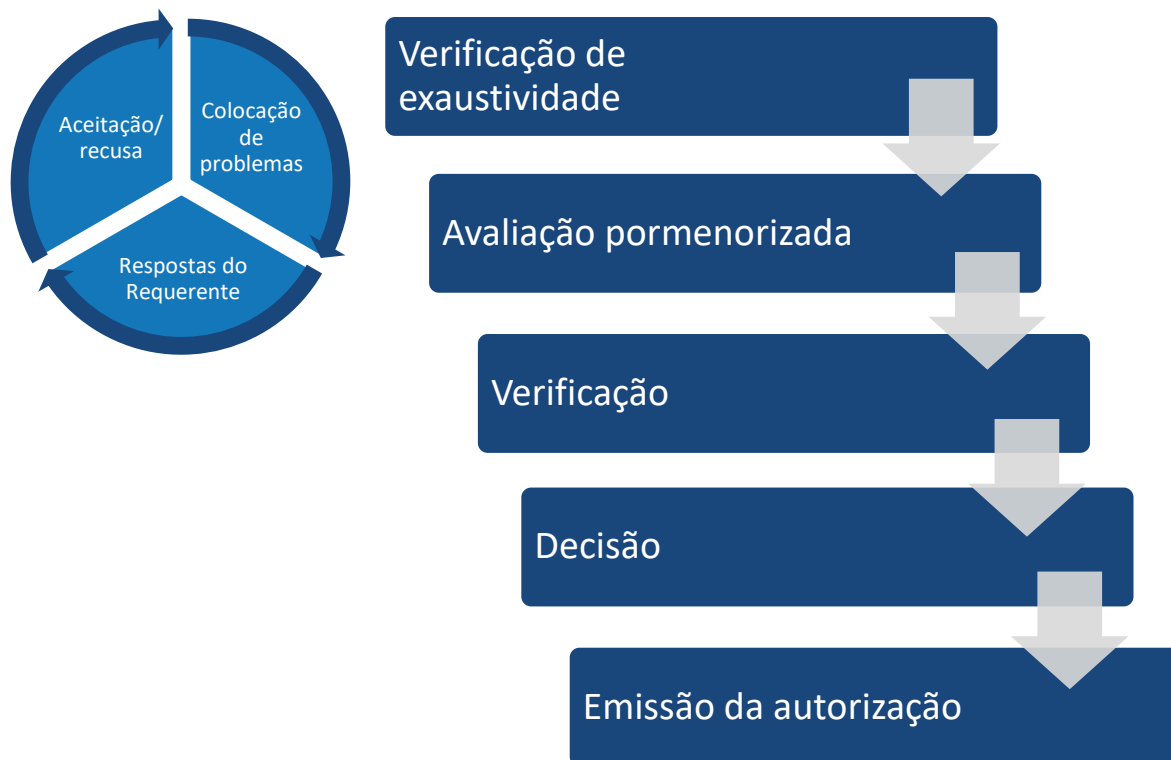 Aceitação/
recusa
Colocação
de
problemas
Respostas do
Requerente
Verificação de
exaustividade
Avaliação pormenorizada
Verificação
Decisão
Emissão da autorização